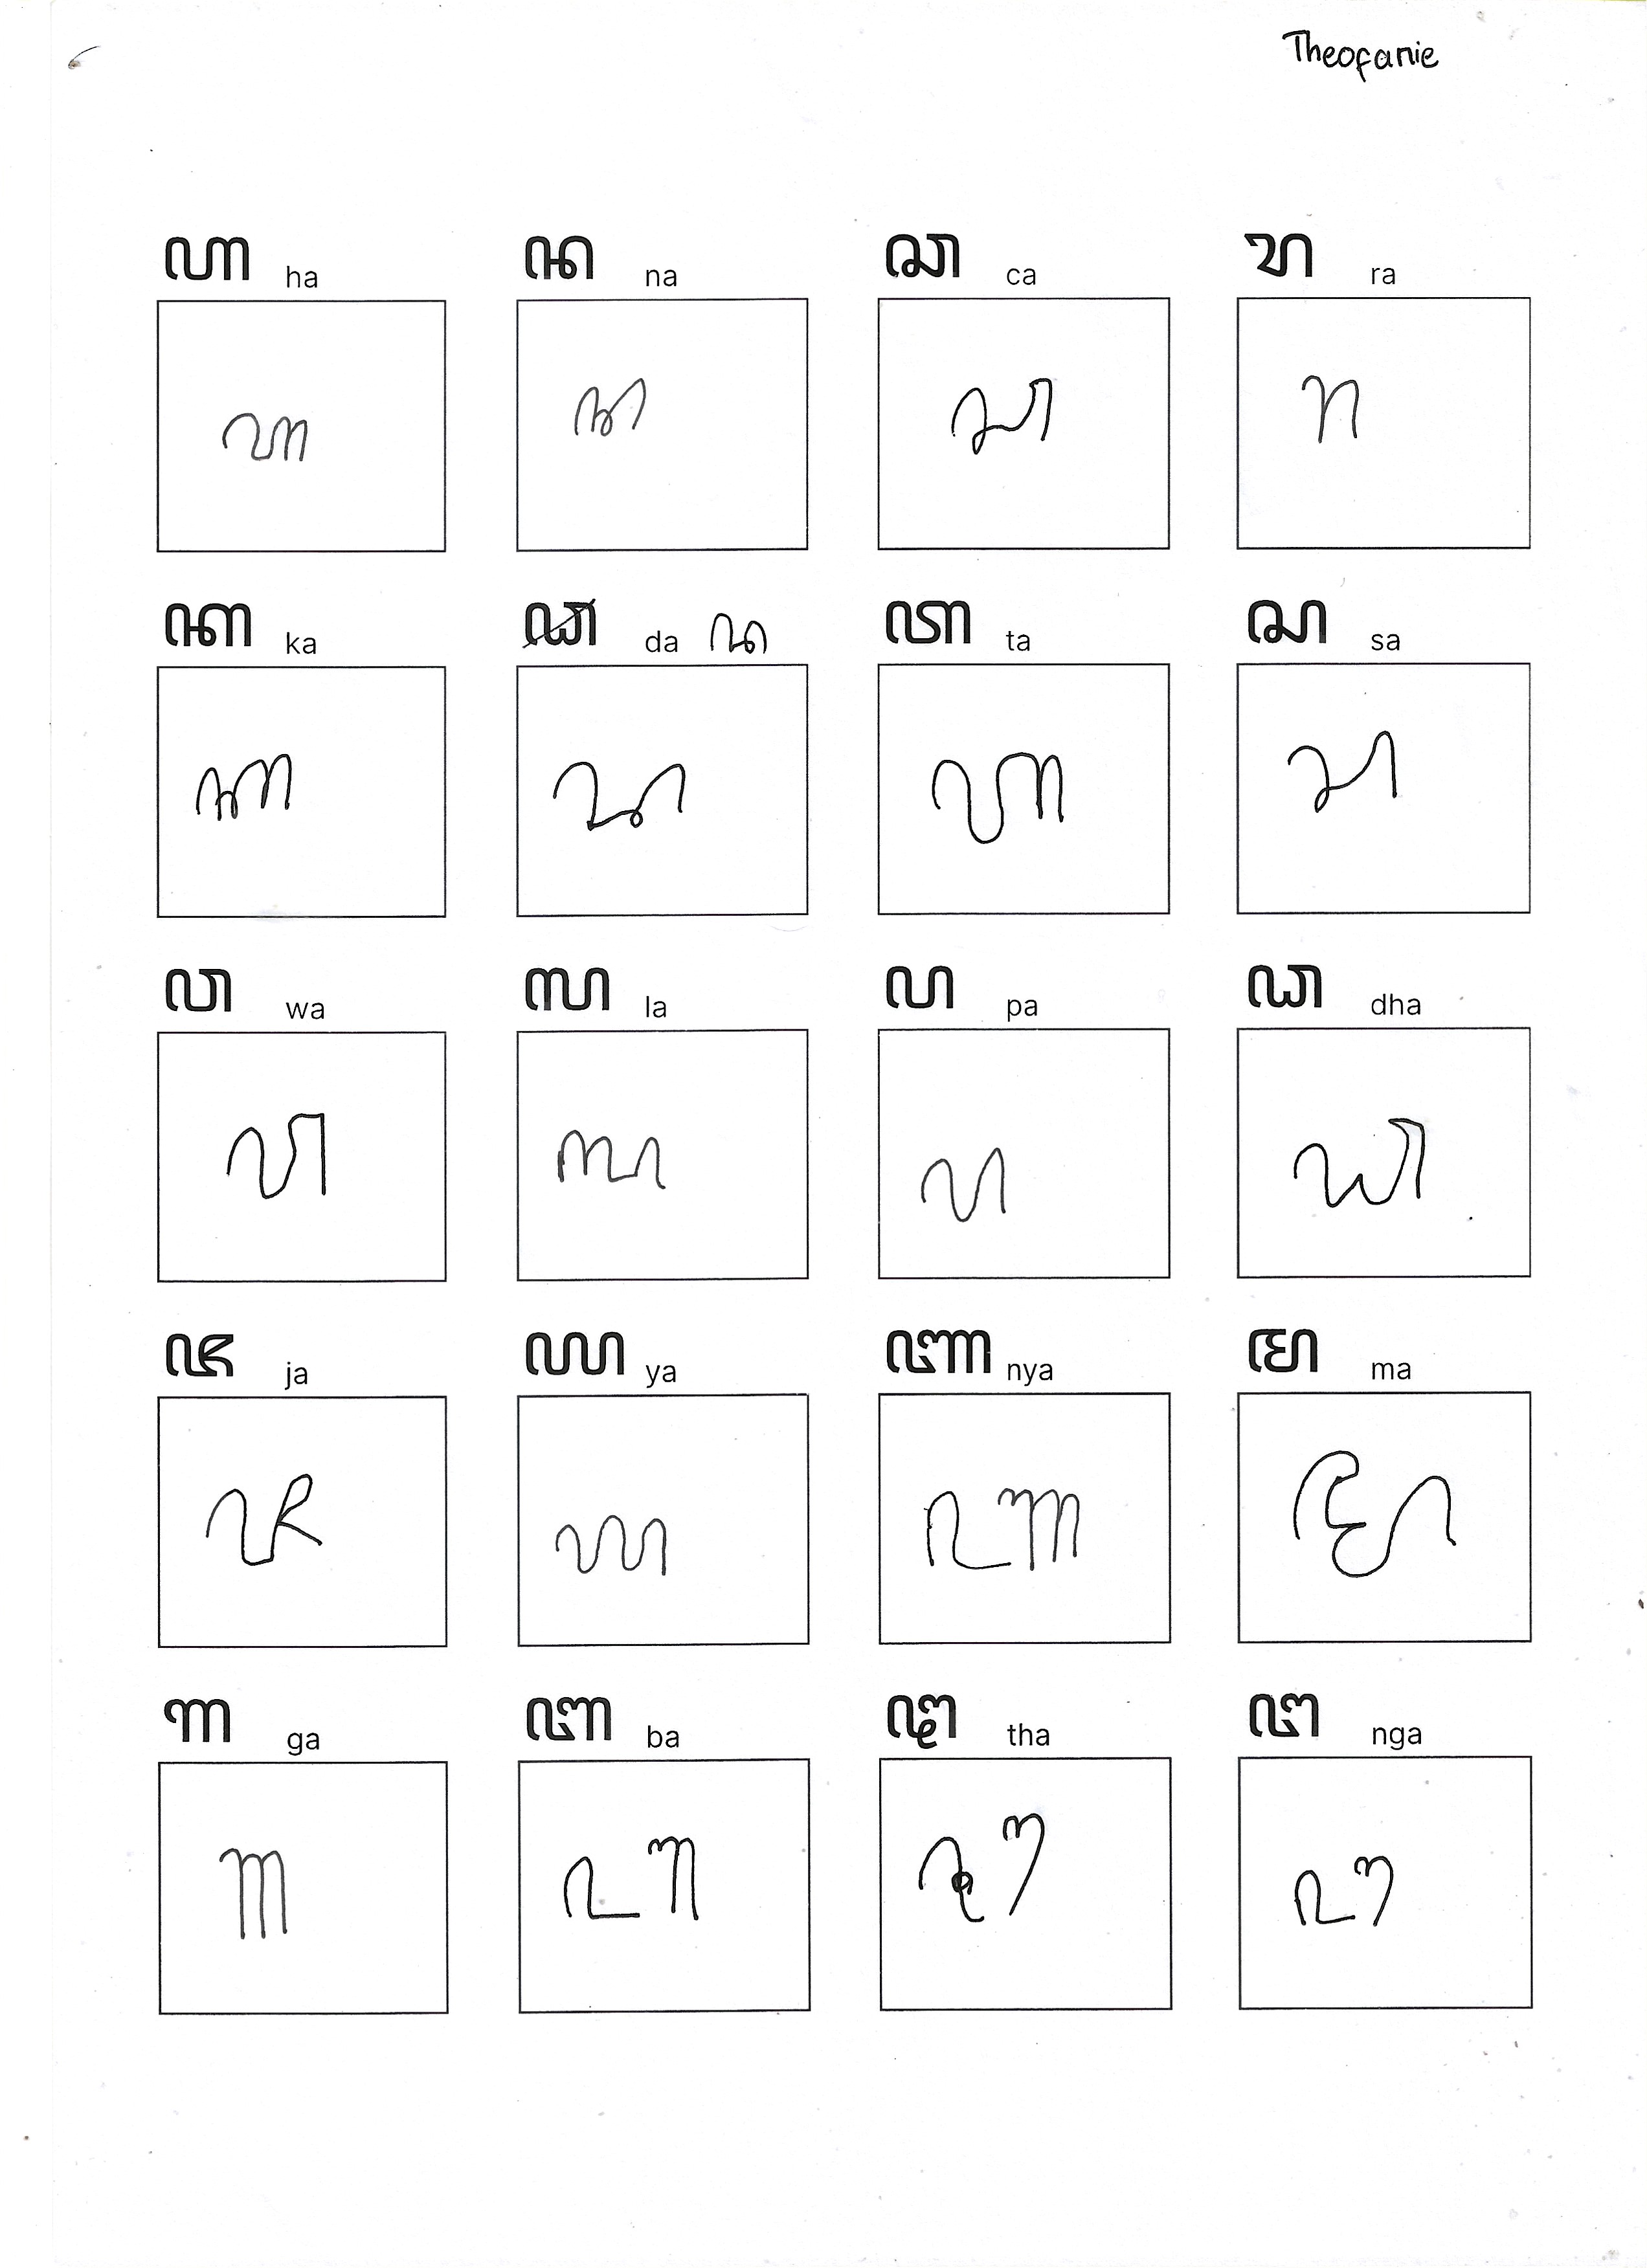 Theofanie
ꦲ ha ꦤ na ꦕ ca ꦫ ra
ꦲ ꦤ ꦕ ꦫ
ꦏ ka ꦣ da ꦢ ꦠ ta ꦱ sa
ꦏ ꦢ ꦠ ꦱ
ꦮ wa ꦭ la ꦥ pa ꦣ dha
ꦮ ꦭ ꦥ ꦣ
ꦗ ja ꦪ ya ꦚ nya ꦩ ma
ꦗ ꦪ ꦚ ꦩ
ꦒ ga ꦧ ba ꦛ tha ꦔ nga
ꦒ ꦧ ꦛ ꦔ